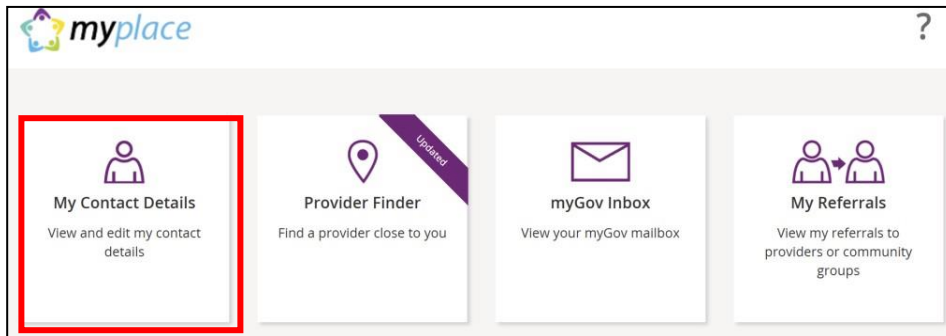 myplace
?
My Contact Details
View and edit my contact
details
Updated
Provider Finder
Find a provider close to you
myGov Inbox
View your myGov mailbox
My Referrals
View my referrals to
providers or community
groups